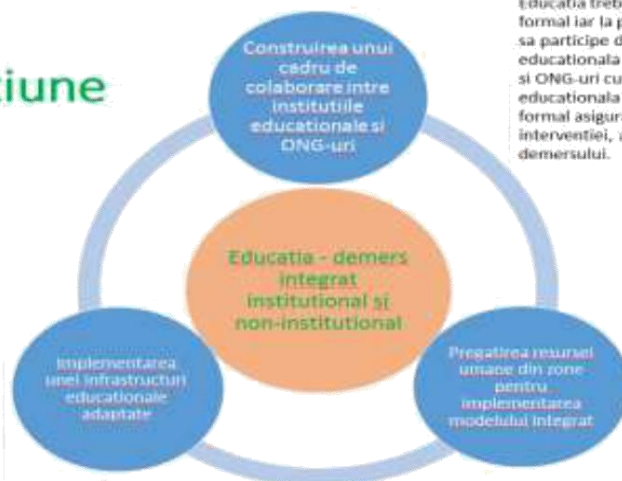 Educatia treb
formal iar la p
sa participe d
educationala
si ONG-uri cu
educationala
formal asigur
interventiei, a
demersului.
tiune
Construirea unui
cadru de
colaborare intre
institutiile
educationale si
ONG-uri
Educatia - demers
integrat
institutional si
non-institutional
Implementarea
unei infrastructuri
educationale
adaptate
Pregatirea resursei
umane din zone
pentru
implementarea
modelului integrat